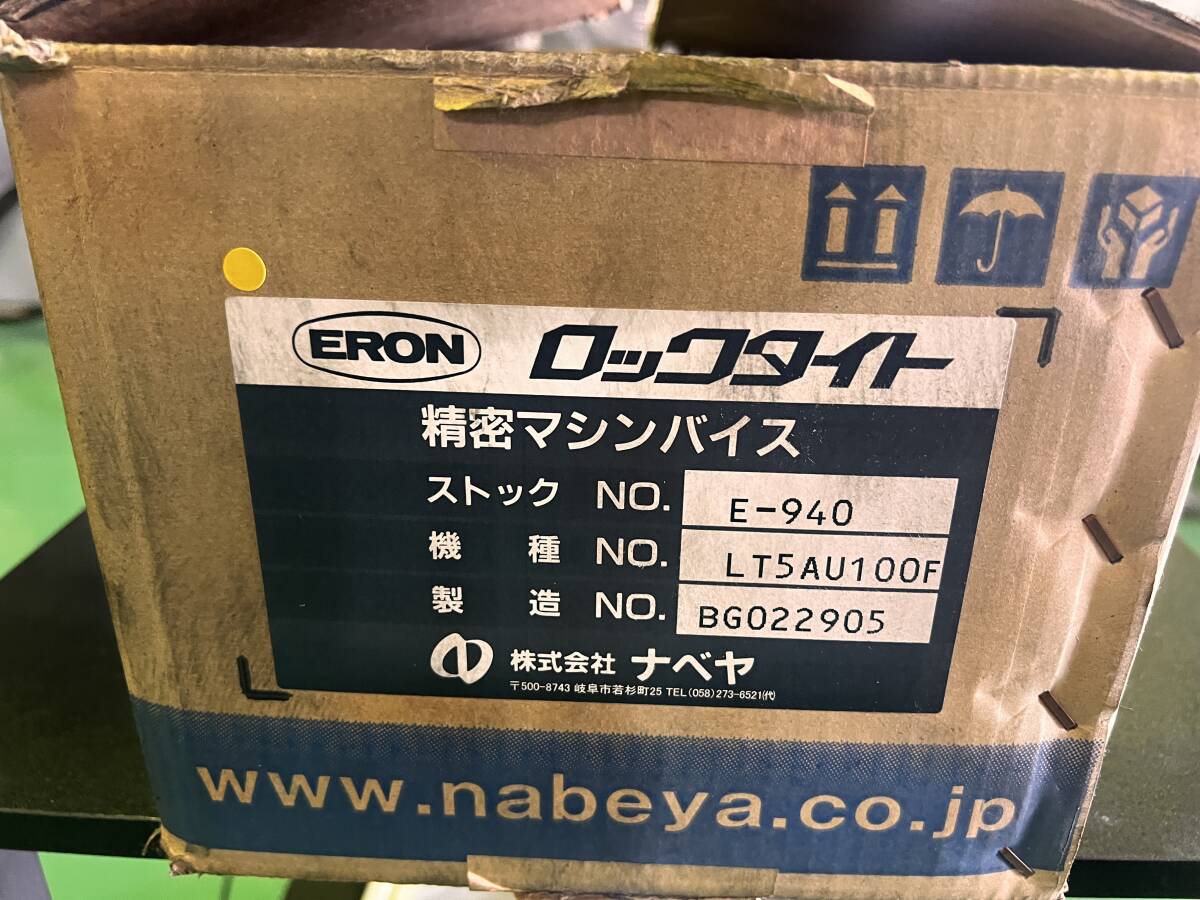 ERON ロックタイト
精密マシンバイス
ストック NO. E-940
機種 NO. LT5AU100F
製造 NO. BG022905
株式会社 ナベヤ
〒500-8743 岐阜市若杉町25 TEL(058)273-6521㈹
www.nabeya.co.jp